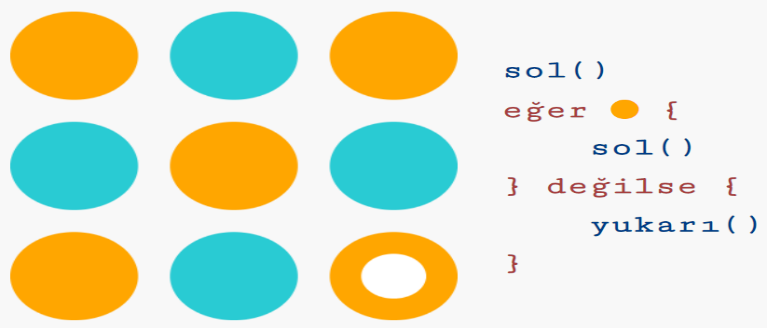 sol()
eğer {
sol()
} değilse {
yukarı()
}